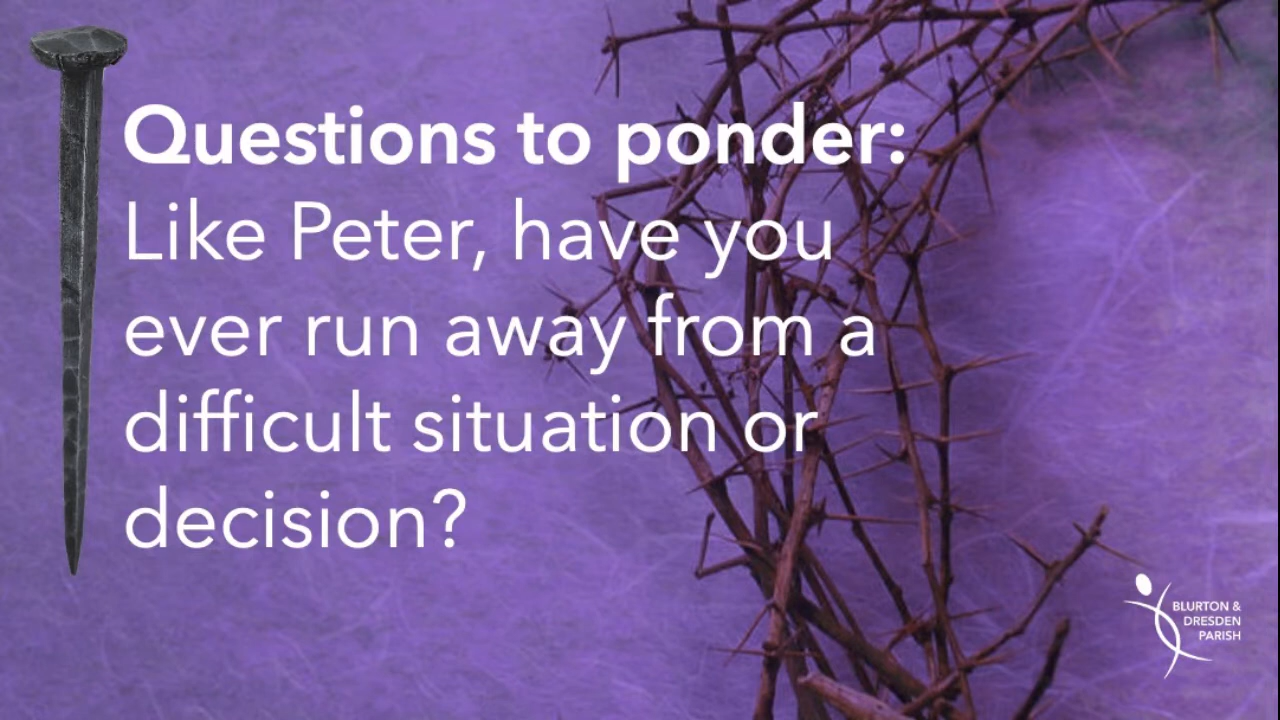 Questions to ponder:
Like Peter, have you
ever run away from a
difficult situation or
decision?
BLURTON &
DRESDEN
PARISH